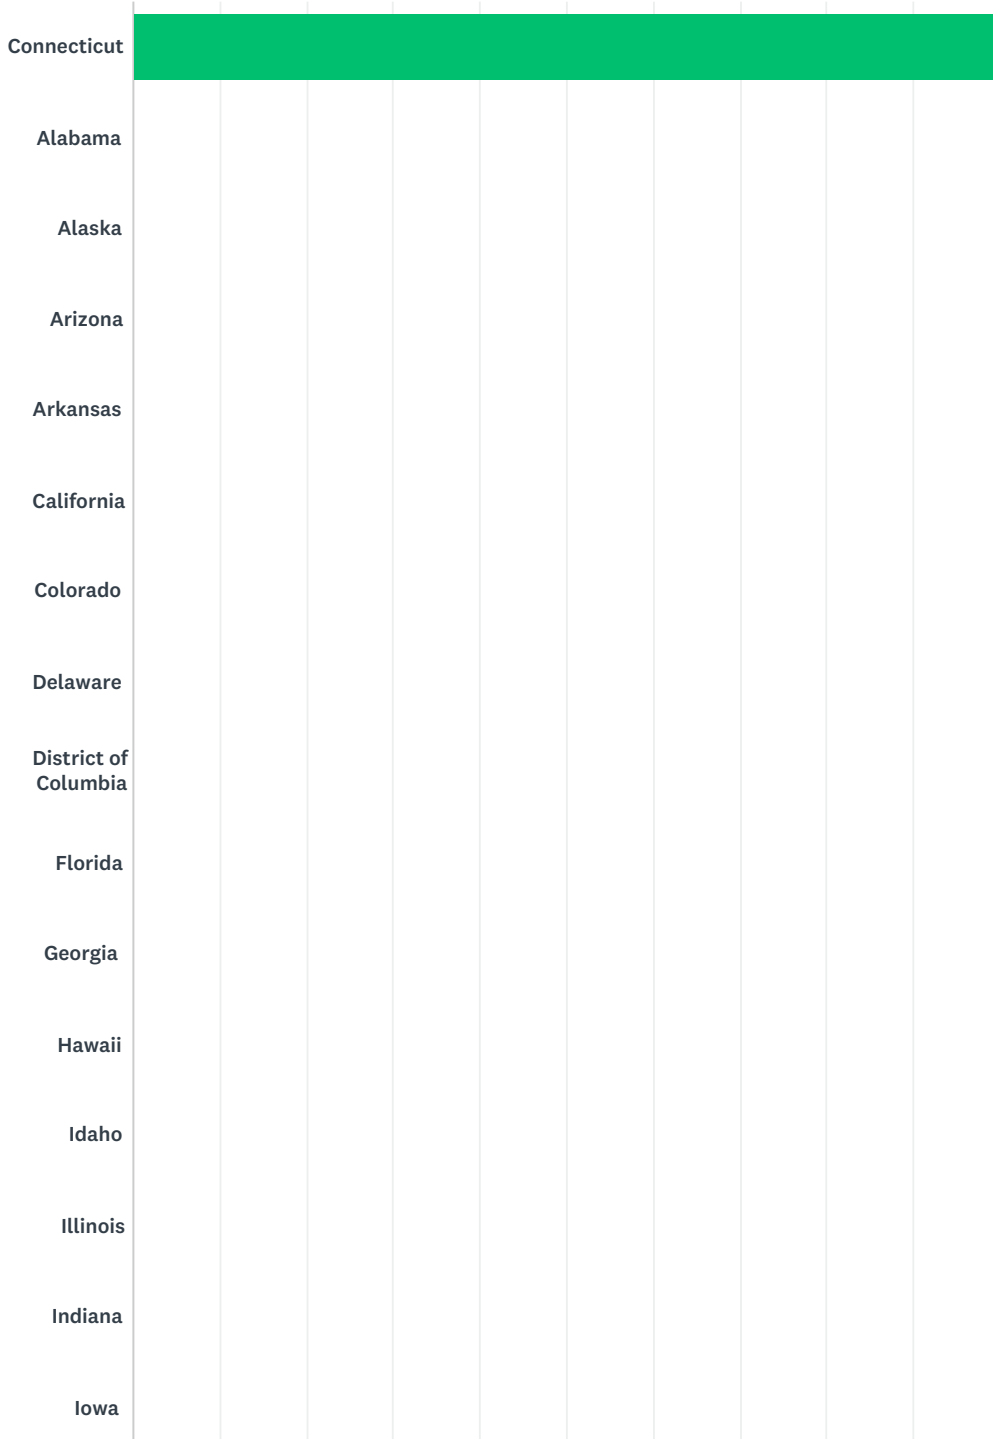 Connecticut
Alabama
Alaska
Arizona
Arkansas
California
Colorado
Delaware
District of
Columbia
Florida
Georgia
Hawaii
Idaho
Illinois
Indiana
Iowa